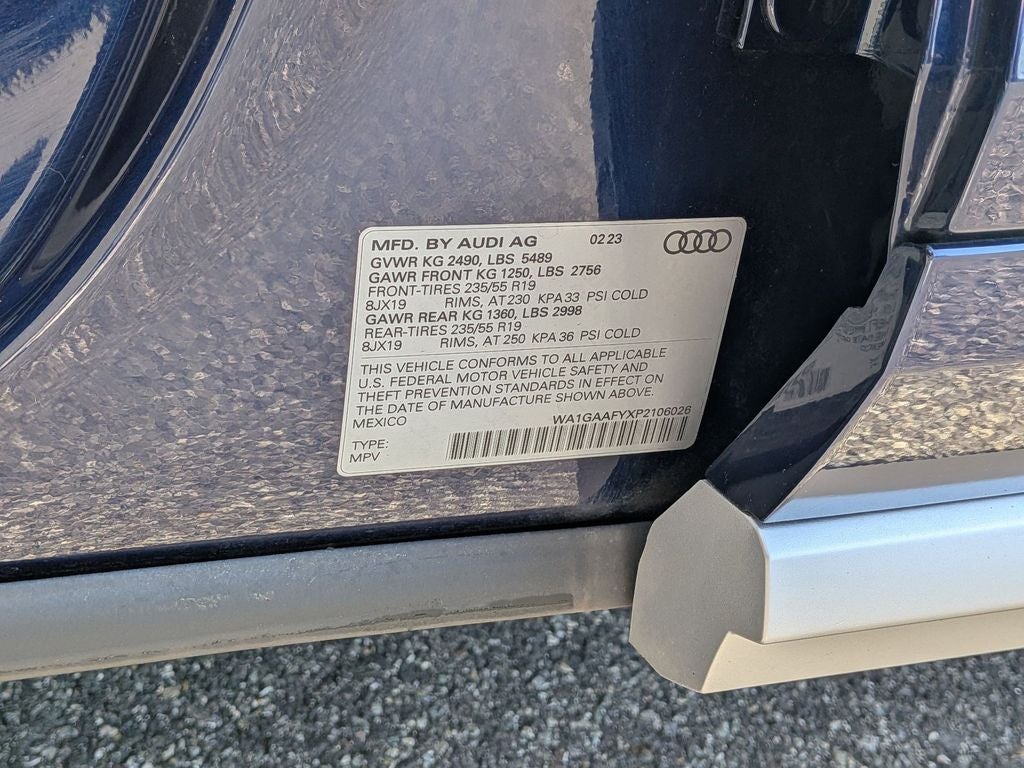 MFD. BY AUDI AG 02 23
GVWR KG 2490, LBS 5489
GAWR FRONT KG 1250, LBS 2756
FRONT-TIRES 235/55 R19
8JX19 RIMS, AT 230 KPA 33 PSI COLD
GAWR REAR KG 1360, LBS 2998
REAR-TIRES 235/55 R19
8JX19 RIMS, AT 250 KPA 36 PSI COLD
THIS VEHICLE CONFORMS TO ALL APPLICABLE
U.S. FEDERAL MOTOR VEHICLE SAFETY AND
THEFT PREVENTION STANDARDS IN EFFECT ON
THE DATE OF MANUFACTURE SHOWN ABOVE.
MEXICO WA1GAAFYXP2106026
TYPE:
MPV